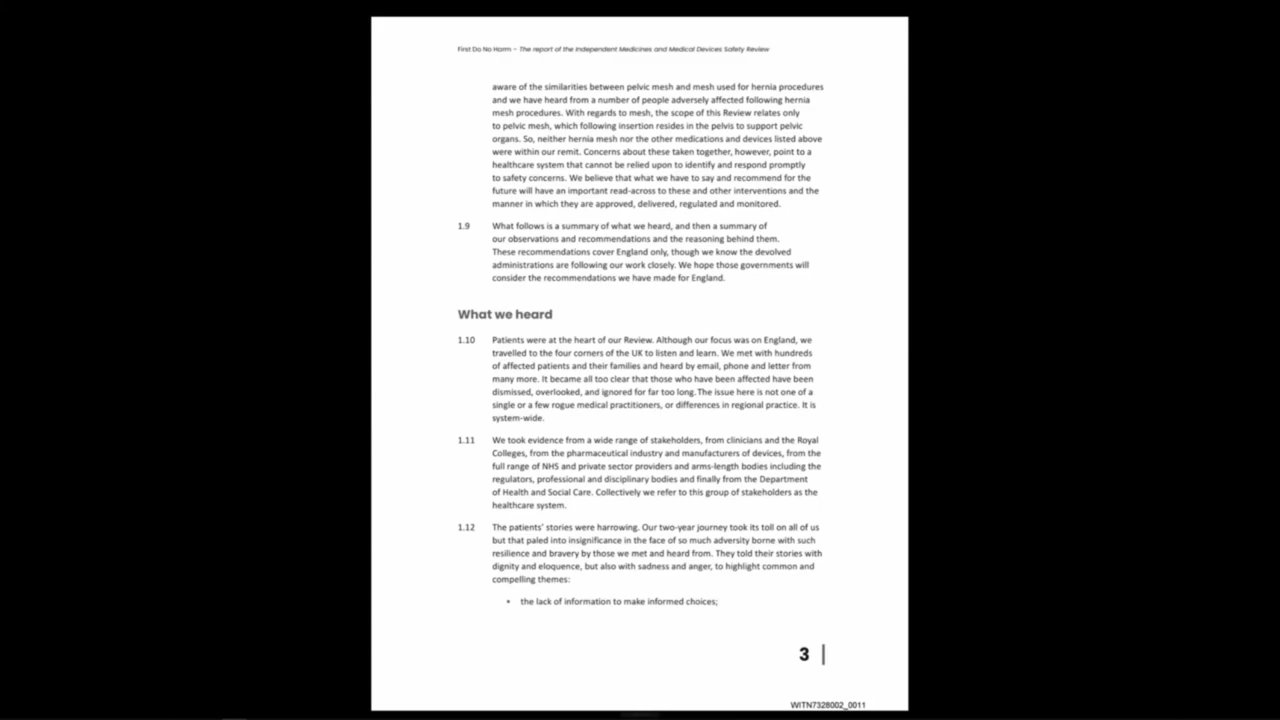 First Do No Harm – The report of the Independent Medicines and Medical Devices Safety Review
aware of the similarities between pelvic mesh and mesh used for hernia procedures
and we have heard from a number of people adversely affected following hernia
mesh procedures. With regards to mesh, the scope of this Review relates only
to pelvic mesh, which following insertion resides in the pelvis to support pelvic
organs. So, neither hernia mesh nor the other medications and devices listed above
were within our remit. Concerns about these taken together, however, point to a
healthcare system that cannot be relied upon to identify and respond promptly
to safety concerns. We believe that what we have to say and recommend for the
future will have an important read-across to these and other interventions and the
manner in which they are approved, delivered, regulated and monitored.
1.9 What follows is a summary of what we heard, and then a summary of
our observations and recommendations and the reasoning behind them.
These recommendations cover England only, though we know the devolved
administrations are following our work closely. We hope those governments will
consider the recommendations we have made for England.
What we heard
1.10 Patients were at the heart of our Review. Although our focus was on England, we
travelled to the four corners of the UK to listen and learn. We met with hundreds
of affected patients and their families and heard by email, phone and letter from
many more. It became all too clear that those who have been affected have been
dismissed, overlooked, and ignored for far too long. The issue here is not one of a
single or a few rogue medical practitioners, or differences in regional practice. It is
system-wide.
1.11 We took evidence from a wide range of stakeholders, from clinicians and the Royal
Colleges, from the pharmaceutical industry and manufacturers of devices, from the
full range of NHS and private sector providers and arms-length bodies including the
regulators, professional and disciplinary bodies and finally from the Department
of Health and Social Care. Collectively we refer to this group of stakeholders as the
healthcare system.
1.12 The patients' stories were harrowing. Our two-year journey took its toll on all of us
but that paled into insignificance in the face of so much adversity borne with such
resilience and bravery by those we met and heard from. They told their stories with
dignity and eloquence, but also with sadness and anger, to highlight common and
compelling themes:
• the lack of information to make informed choices;
3 |
WITN7328002_0011